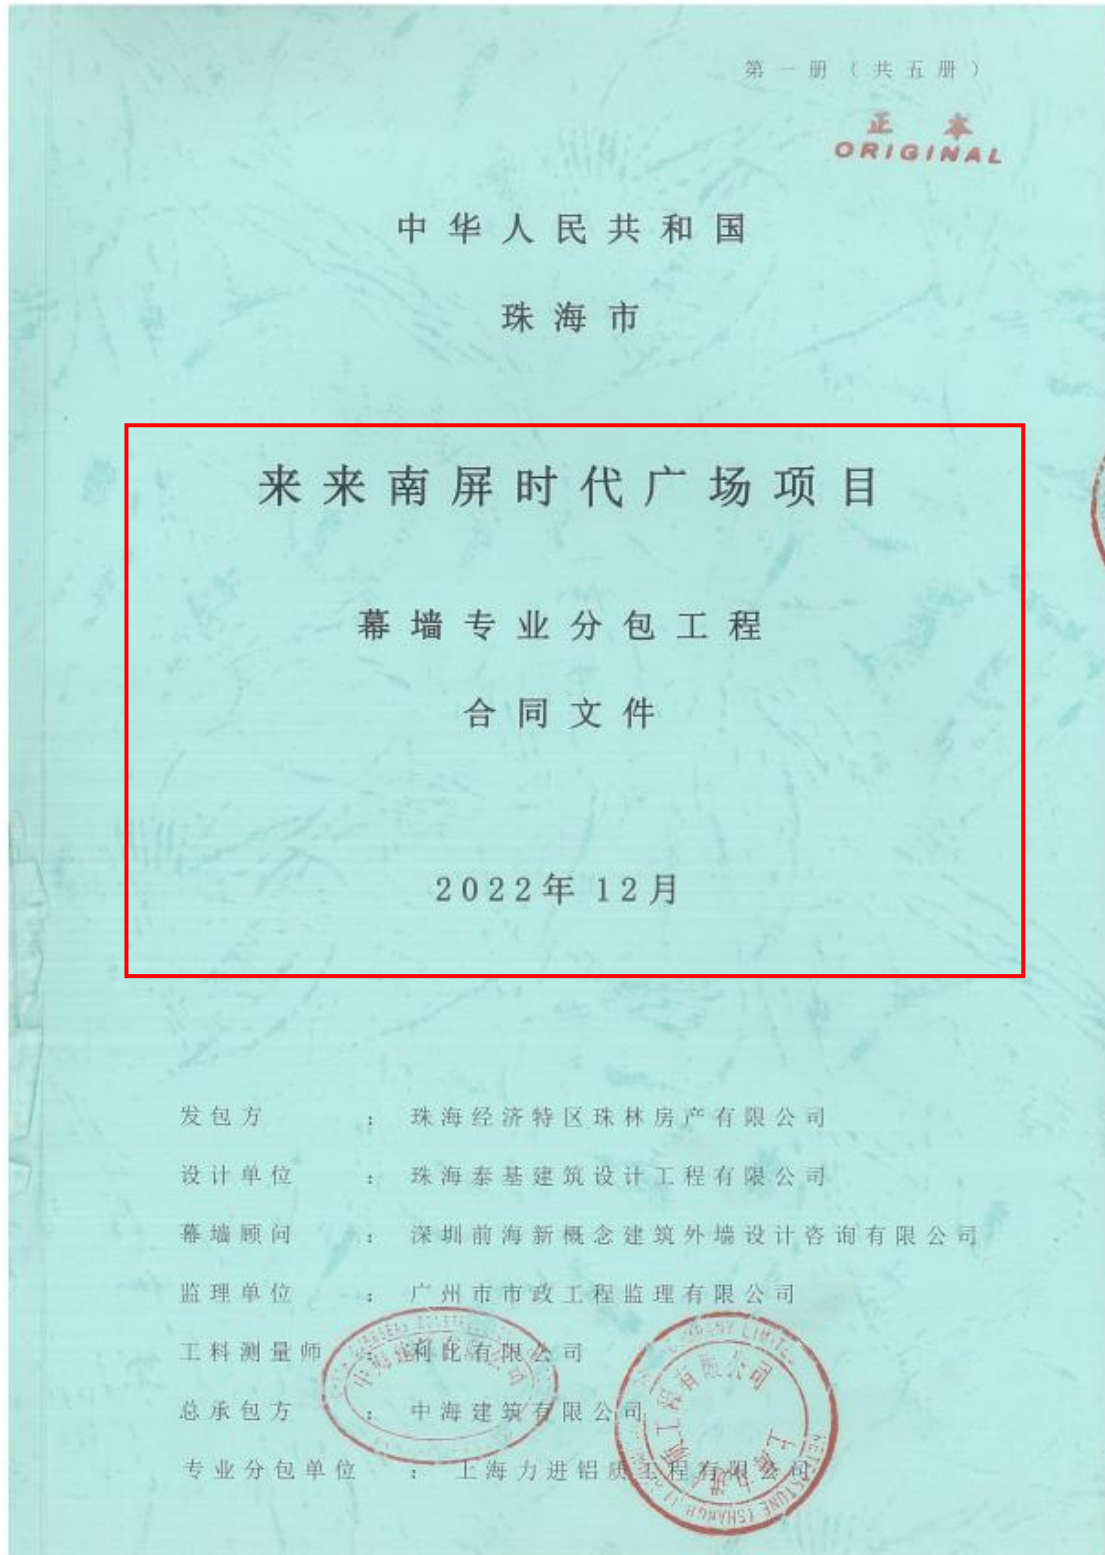 第一册（共五册）
正本
ORIGINAL
中华人民共和国
珠海市
来来南屏时代广场项目
幕墙专业分包工程
合同文件
2022年 12月
发包方 : 珠海经济特区珠林房产有限公司
设计单位 : 珠海泰基建筑设计工程有限公司
幕墙顾问 : 深圳前海新概念建筑外墙设计咨询有限公司
监理单位 : 广州市市政工程监理有限公司
工料测量师 : 利比有限公司
总承包方 : 中海建筑有限公司
专业分包单位 : 上海力进铝质工程有限公司